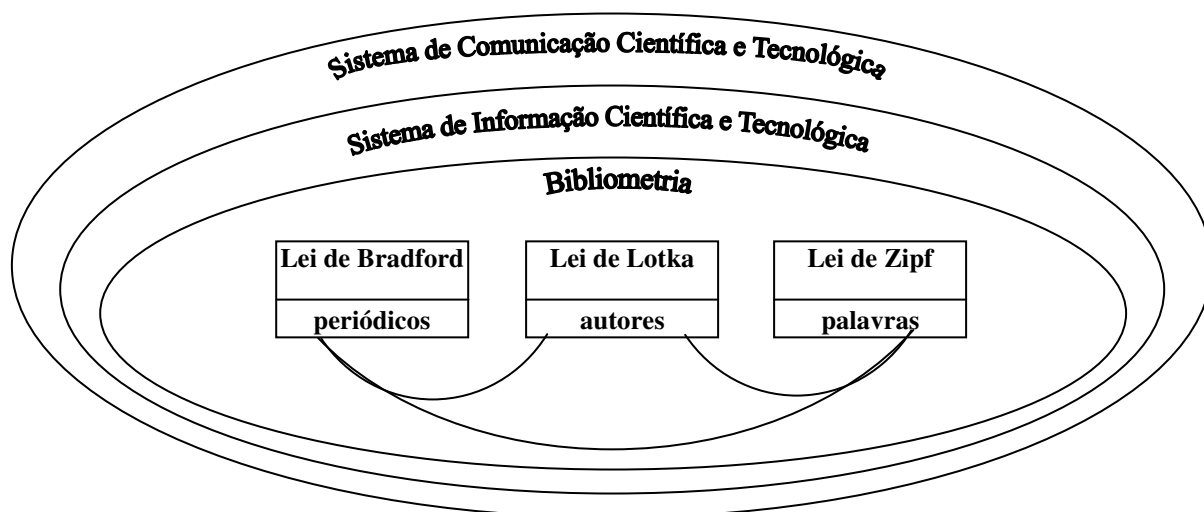 Sistema de Comunicação Científica e Tecnológica
Sistema de Informação Científica e Tecnológica
Bibliometria
Lei de Bradford
periódicos
Lei de Lotka
autores
Lei de Zipf
palavras